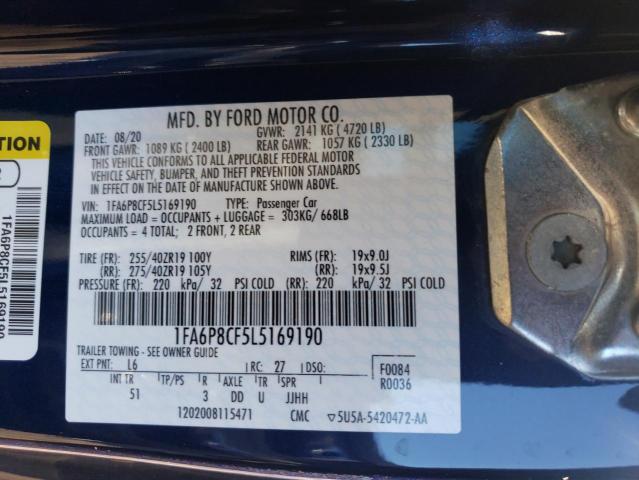 MFD. BY FORD MOTOR CO.
DATE: 08/20 GVWR: 2141 KG ( 4720 LB)
FRONT GAWR: 1089 KG ( 2400 LB) REAR GAWR: 1057 KG ( 2330 LB)
THIS VEHICLE CONFORMS TO ALL APPLICABLE FEDERAL MOTOR
VEHICLE SAFETY, BUMPER, AND THEFT PREVENTION STANDARDS
IN EFFECT ON THE DATE OF MANUFACTURE SHOWN ABOVE.
VIN: 1FA6P8CF5L5169190 TYPE: Passenger Car
MAXIMUM LOAD = OCCUPANTS + LUGGAGE = 303KG/ 668LB
OCCUPANTS = 4 TOTAL; 2 FRONT, 2 REAR
TIRE (FR): 255/40ZR19 100Y RIMS (FR): 19x9.0J
(RR): 275/40ZR19 105Y (RR): 19x9.5J
PRESSURE (FR): 220 kPa/ 32 PSI COLD (RR): 220 kPa/ 32 PSI COLD
1FA6P8CF5L5169190
TRAILER TOWING - SEE OWNER GUIDE
EXT PNT: L6 RC: 27 DSO: F0084
R0036
INT TR TP/PS R AXLE TR SPR
51 3 DD U JJHH
1202008115471 CMC ▽5U5A-5420472-AA
1FA6P8CF5L5169190